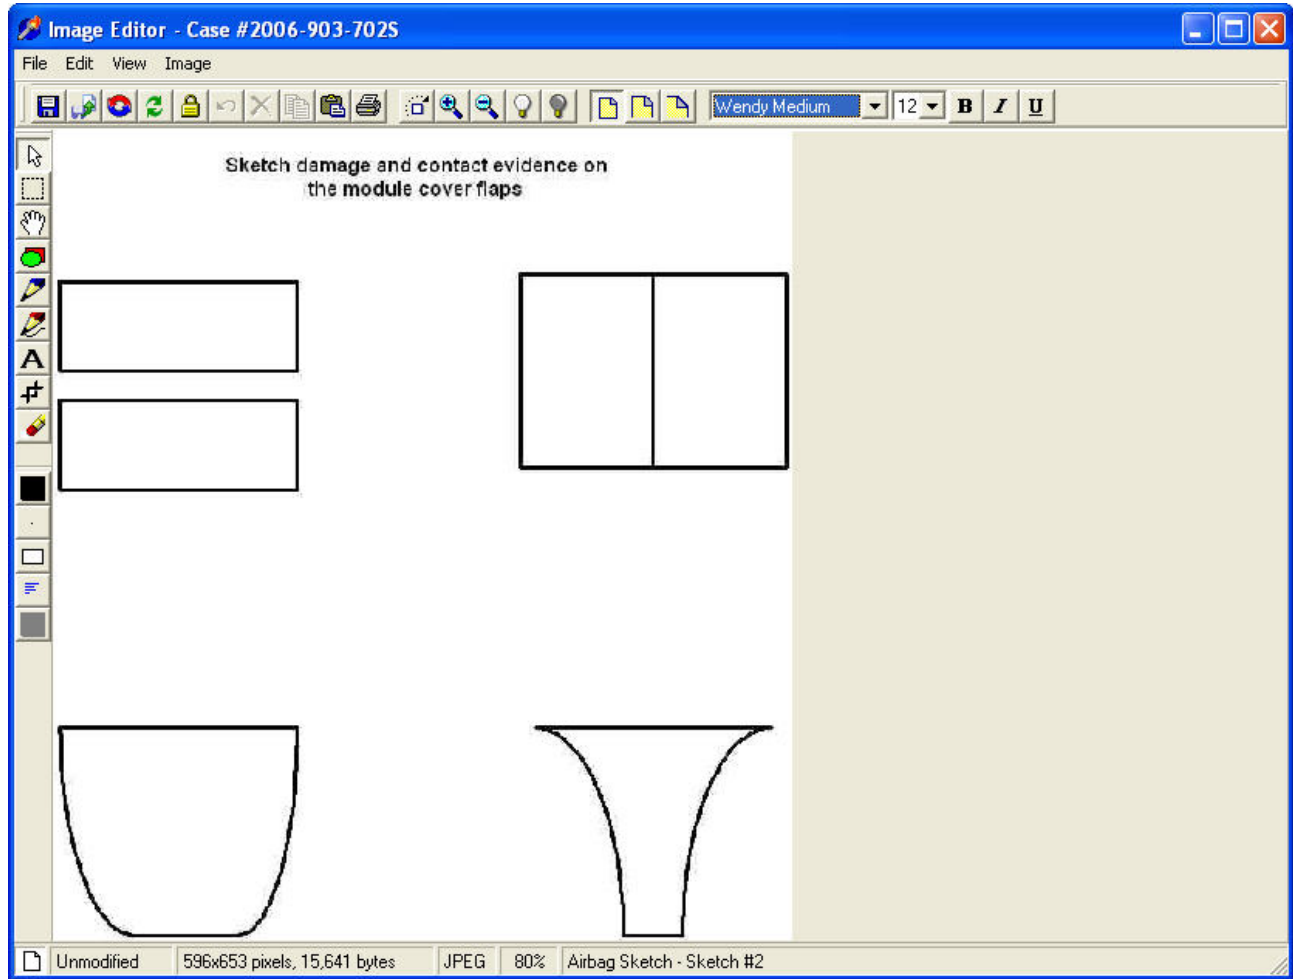 Image Editor - Case #2006-903-702S
File Edit View Image
Wendy Medium 12 B I U
A
Sketch damage and contact evidence on
the module cover flaps
Unmodified 596x653 pixels, 15,641 bytes JPEG 80% Airbag Sketch - Sketch #2